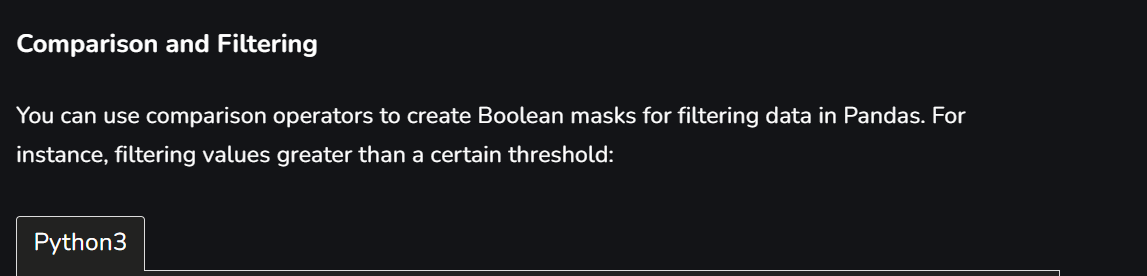 Comparison and Filtering
You can use comparison operators to create Boolean masks for filtering data in Pandas. For
instance, filtering values greater than a certain threshold:
Python3